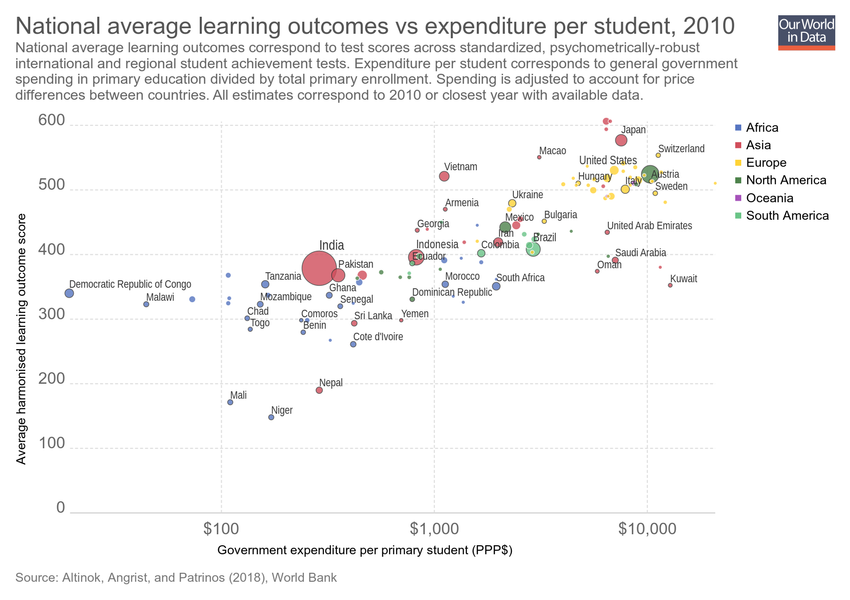 National average learning outcomes vs expenditure per student, 2010
Our World
in Data
National average learning outcomes correspond to test scores across standardized, psychometrically-robust
international and regional student achievement tests. Expenditure per student corresponds to general government
spending in primary education divided by total primary enrollment. Spending is adjusted to account for price
differences between countries. All estimates correspond to 2010 or closest year with available data.
600
500
400
300
200
100
0
Average harmonised learning outcome score
Japan
Macao
Switzerland
United States
Vietnam
Hungary
Austria
Italy
Sweden
Ukraine
Armenia
Mexico
Bulgaria
Georgia
United Arab Emirates
Iran
Brazil
India
Indonesia
Colombia
Ecuador
Saudi Arabia
Pakistan
Oman
Tanzania
Morocco
South Africa
Kuwait
Democratic Republic of Congo
Ghana
Dominican Republic
Malawi
Mozambique
Senegal
Chad
Comoros
Sri Lanka
Yemen
Togo
Benin
Cote d'Ivoire
Nepal
Mali
Niger
$100
$1,000
$10,000
Government expenditure per primary student (PPP$)
Africa
Asia
Europe
North America
Oceania
South America
Source: Altinok, Angrist, and Patrinos (2018), World Bank